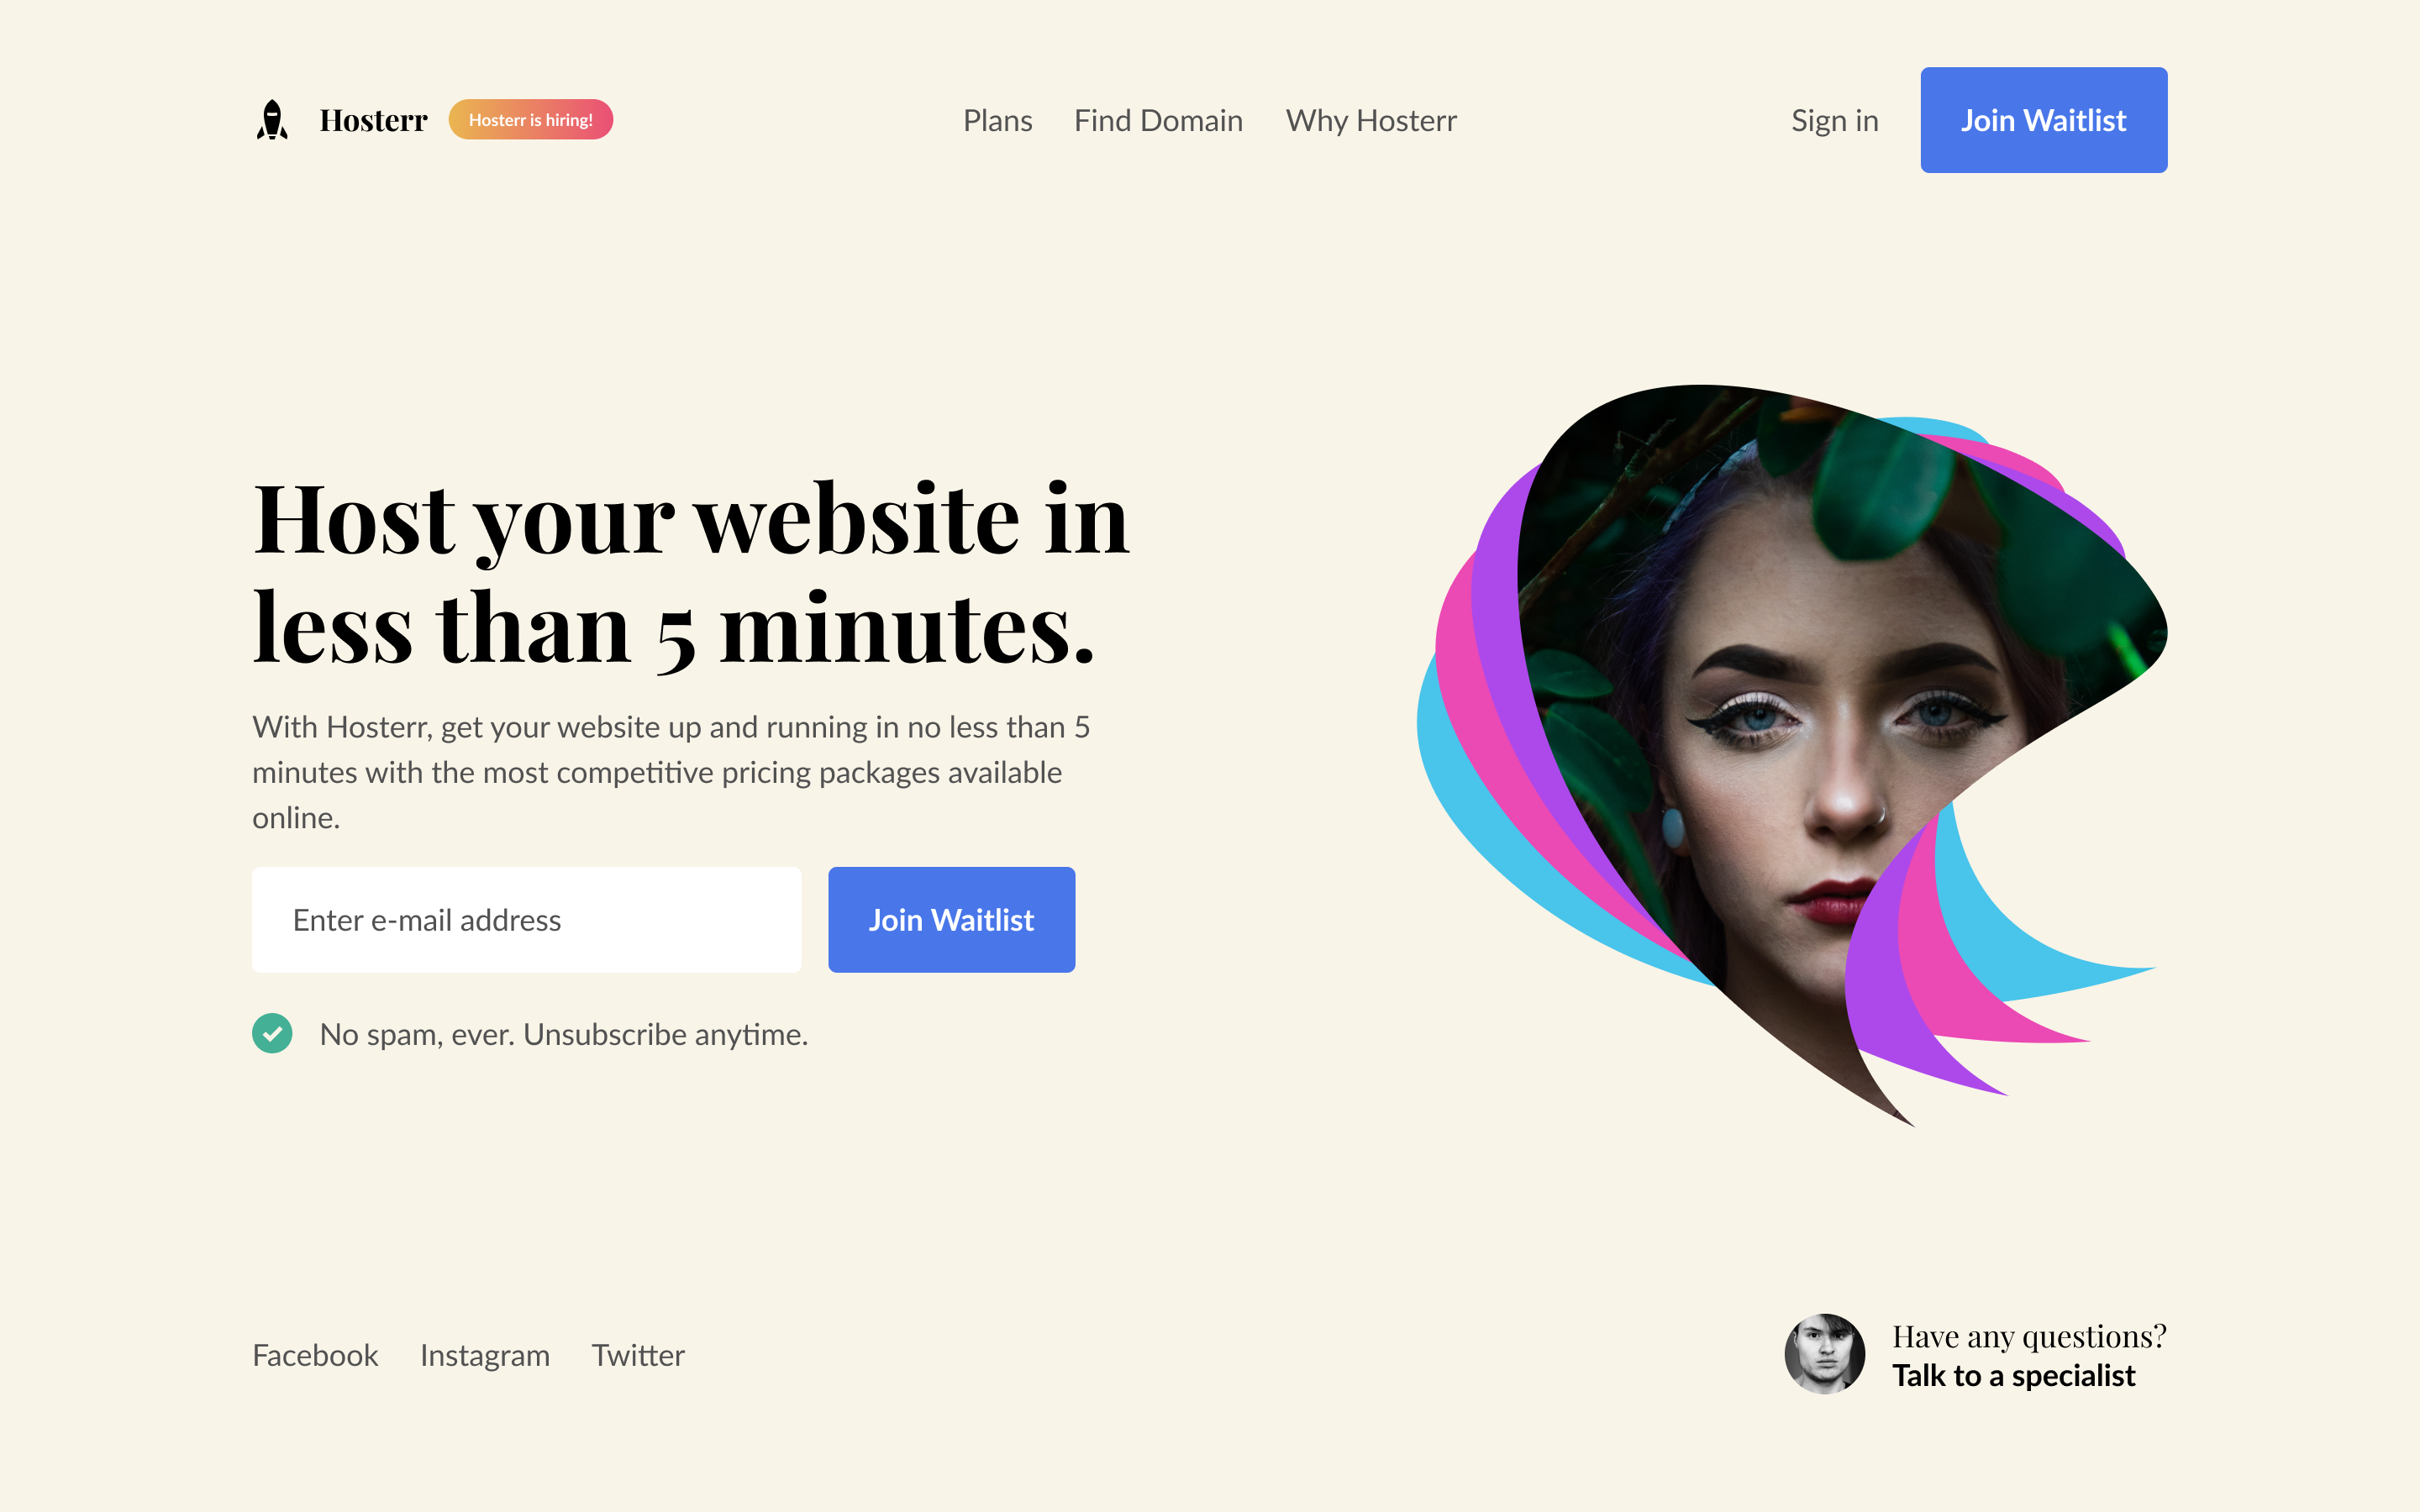 Hosterr
Hosterr is hiring!
Plans
Find Domain
Why Hosterr
Sign in
Join Waitlist
Host your website in
less than 5 minutes.
With Hosterr, get your website up and running in no less than 5
minutes with the most competitive pricing packages available
online.
Enter e-mail address
Join Waitlist
No spam, ever. Unsubscribe anytime.
Facebook
Instagram
Twitter
Have any questions?
Talk to a specialist